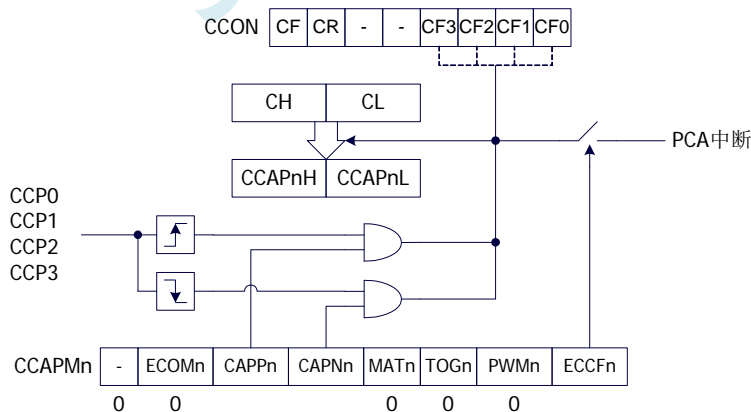 CCON CF CR - - CF3 CF2 CF1 CF0
CH CL
PCA中断
CCAPnH CCAPnL
CCP0
CCP1
CCP2
CCP3
CCAPMn - ECOMn CAPPn CAPNn MATn TOGn PWMn ECCFn
0 0 0 0 0